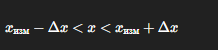 xизм − Δx < x < xизм + Δx